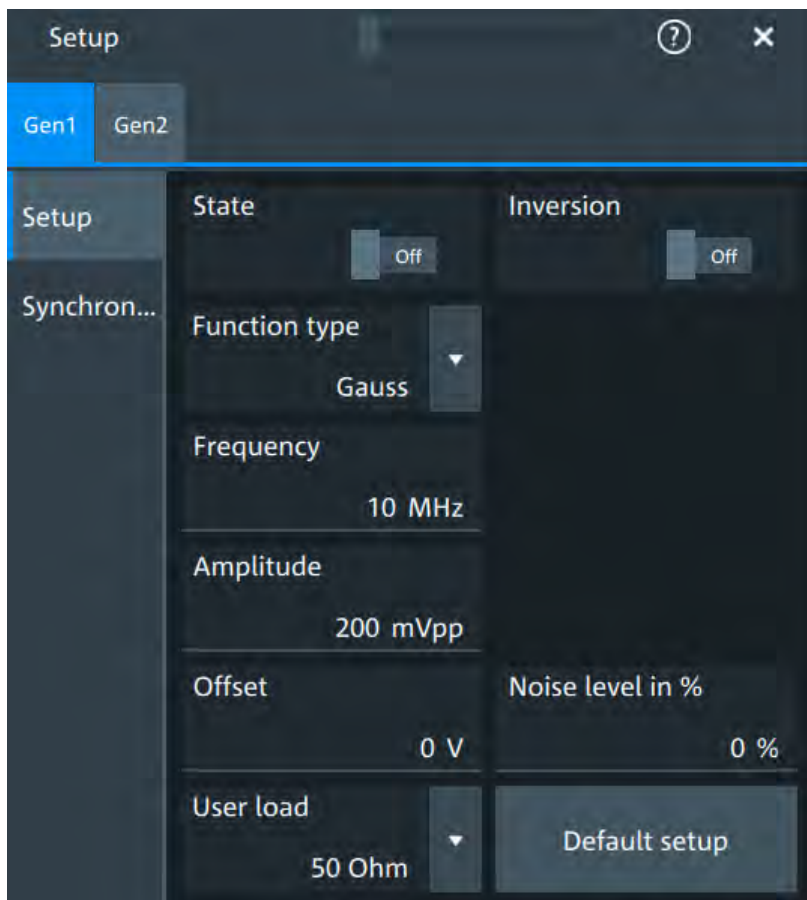 Setup
?
Gen1 Gen2
Setup
Synchron...
State
Off
Inversion
Off
Function type
Gauss
Frequency
10 MHz
Amplitude
200 mVpp
Offset
0 V
Noise level in %
0 %
User load
50 Ohm
Default setup